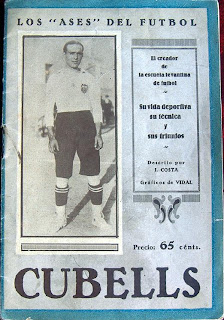 LOS "ASES" DEL FUTBOL
El creador
de
la escuela levantina
de futbol
Su vida deportiva
su técnica
y
sus triunfos
Descrito por
J. COSTA
Gráficos de VIDAL
Precio: 65 cénts.
CUBELLS